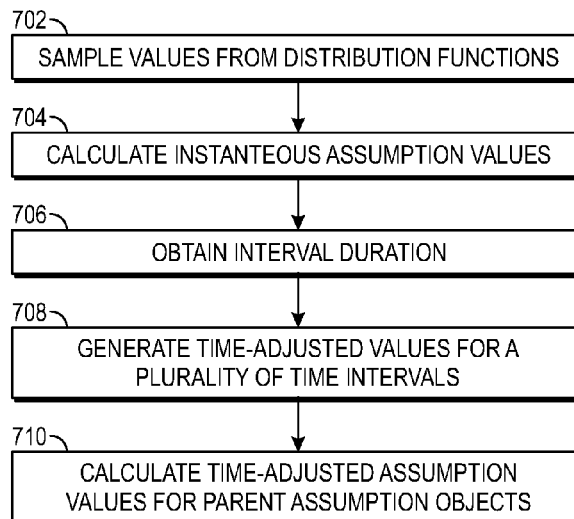 702
SAMPLE VALUES FROM DISTRIBUTION FUNCTIONS
704
CALCULATE INSTANTEOUS ASSUMPTION VALUES
706
OBTAIN INTERVAL DURATION
708
GENERATE TIME-ADJUSTED VALUES FOR A
PLURALITY OF TIME INTERVALS
710
CALCULATE TIME-ADJUSTED ASSUMPTION
VALUES FOR PARENT ASSUMPTION OBJECTS